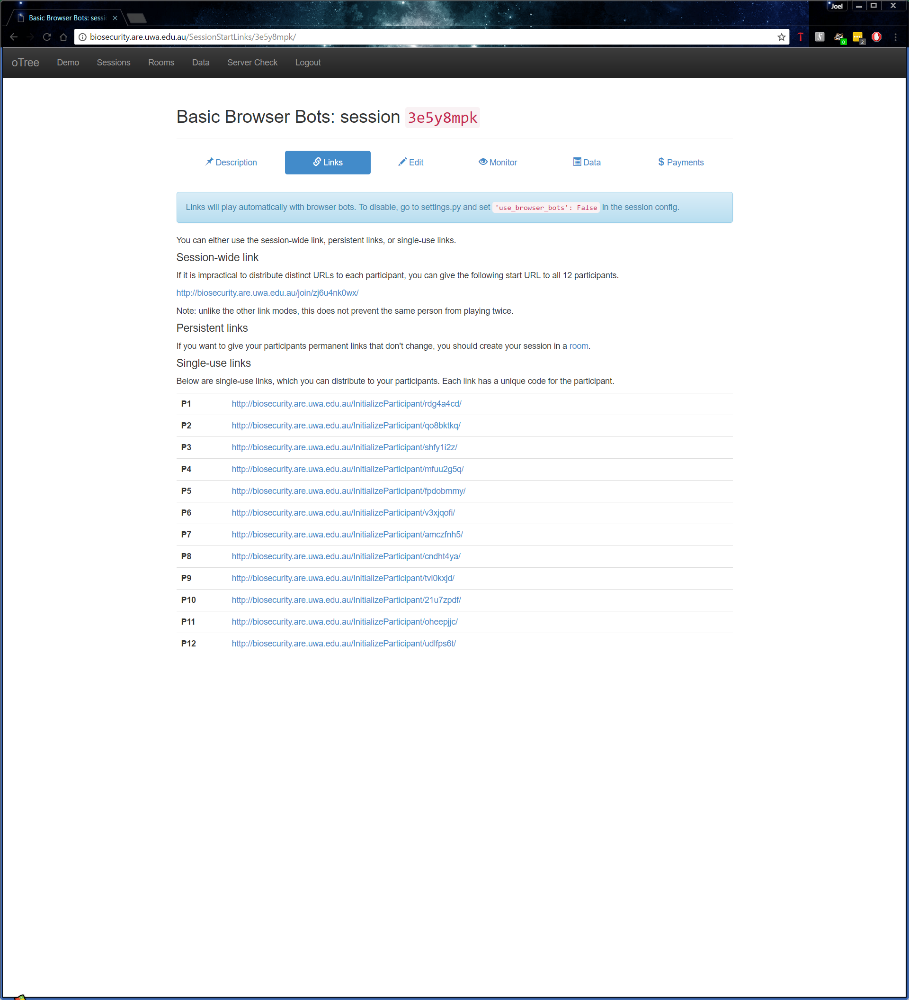 Joel
Basic Browser Bots: sessi
biosecurity.are.uwa.edu.au/SessionStartLinks/3e5y8mpk/
0
2
oTree Demo Sessions Rooms Data Server Check Logout
Basic Browser Bots: session 3e5y8mpk
Description Links Edit Monitor Data $ Payments
Links will play automatically with browser bots. To disable, go to settings.py and set 'use_browser_bots': False in the session config.
You can either use the session-wide link, persistent links, or single-use links.
Session-wide link
If it is impractical to distribute distinct URLs to each participant, you can give the following start URL to all 12 participants.
http://biosecurity.are.uwa.edu.au/join/zj6u4nk0wx/
Note: unlike the other link modes, this does not prevent the same person from playing twice.
Persistent links
If you want to give your participants permanent links that don't change, you should create your session in a room.
Single-use links
Below are single-use links, which you can distribute to your participants. Each link has a unique code for the participant.
P1 http://biosecurity.are.uwa.edu.au/InitializeParticipant/rdg4a4cd/
P2 http://biosecurity.are.uwa.edu.au/InitializeParticipant/qo8bktkq/
P3 http://biosecurity.are.uwa.edu.au/InitializeParticipant/shfy1i2z/
P4 http://biosecurity.are.uwa.edu.au/InitializeParticipant/mfuu2g5q/
P5 http://biosecurity.are.uwa.edu.au/InitializeParticipant/fpdobmmy/
P6 http://biosecurity.are.uwa.edu.au/InitializeParticipant/v3xjqofi/
P7 http://biosecurity.are.uwa.edu.au/InitializeParticipant/amczfnh5/
P8 http://biosecurity.are.uwa.edu.au/InitializeParticipant/cndht4ya/
P9 http://biosecurity.are.uwa.edu.au/InitializeParticipant/tvi0kxjd/
P10 http://biosecurity.are.uwa.edu.au/InitializeParticipant/21u7zpdf/
P11 http://biosecurity.are.uwa.edu.au/InitializeParticipant/oheepjjc/
P12 http://biosecurity.are.uwa.edu.au/InitializeParticipant/udlfps6t/